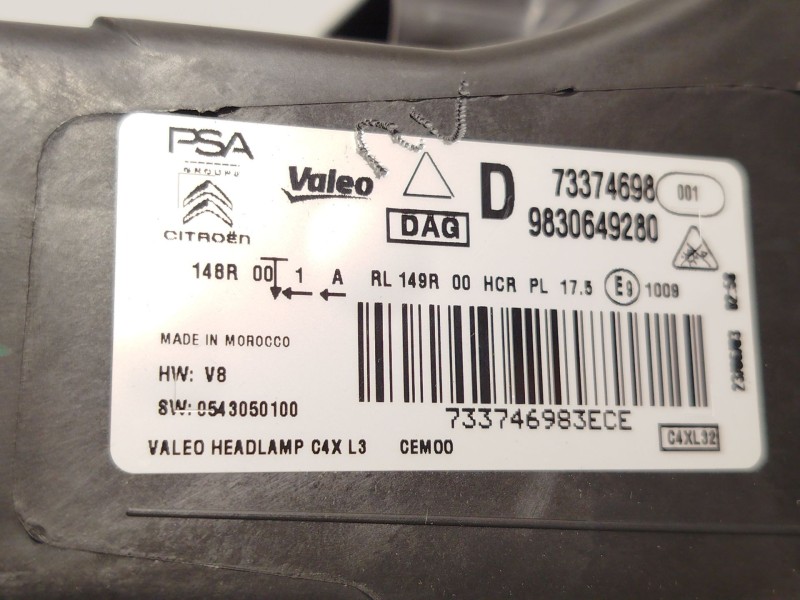 PSA
GROUPE
CITROËN
Valeo
DAG
D
73374698 001
9830649280
148R 00 1 A RL 149R 00 HCR PL 17.5 E9 1009
MADE IN MOROCCO
HW: V8
SW: 0543050100
733746983ECE
VALEO HEADLAMP C4X L3 CEM00
C4XL32